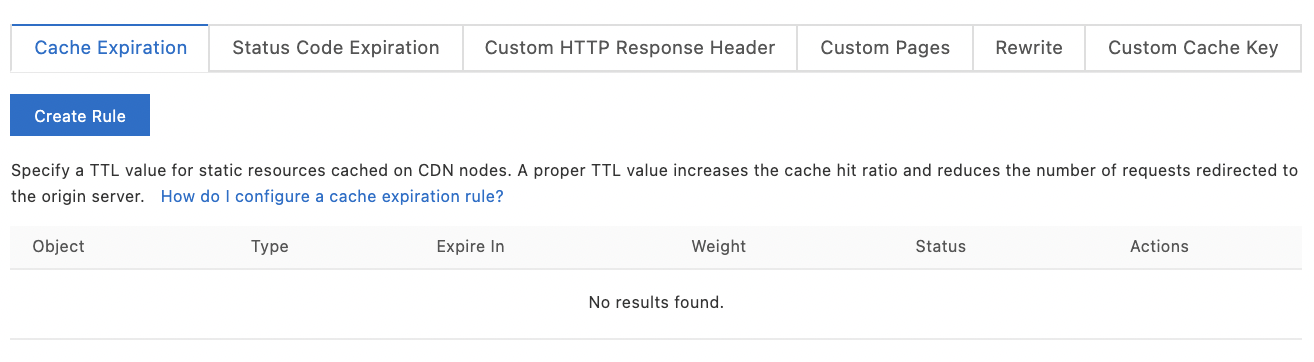 Cache Expiration Status Code Expiration Custom HTTP Response Header Custom Pages Rewrite Custom Cache Key
Create Rule
Specify a TTL value for static resources cached on CDN nodes. A proper TTL value increases the cache hit ratio and reduces the number of requests redirected to
the origin server. How do I configure a cache expiration rule?
Object Type Expire In Weight Status Actions
No results found.